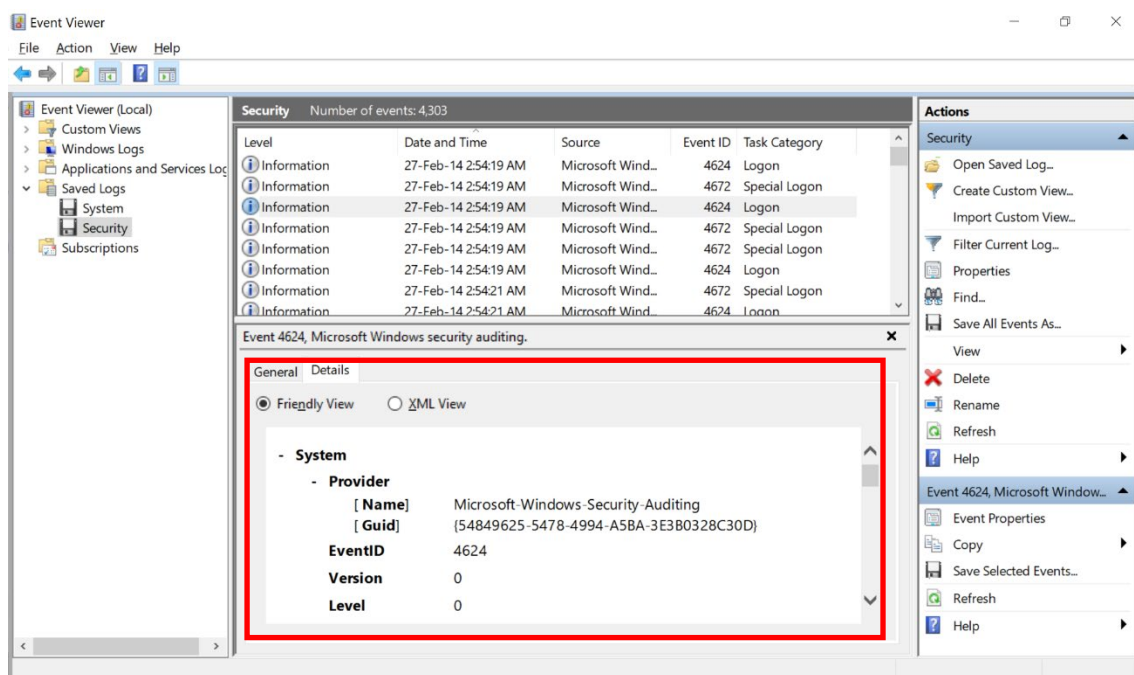 Event Viewer
File Action View Help
Event Viewer (Local)
Custom Views
Windows Logs
Applications and Services Log
Saved Logs
System
Security
Subscriptions
Security Number of events: 4,303
Level Date and Time Source Event ID Task Category
Information 27-Feb-14 2:54:19 AM Microsoft Wind... 4624 Logon
Information 27-Feb-14 2:54:19 AM Microsoft Wind... 4672 Special Logon
Information 27-Feb-14 2:54:19 AM Microsoft Wind... 4624 Logon
Information 27-Feb-14 2:54:19 AM Microsoft Wind... 4672 Special Logon
Information 27-Feb-14 2:54:19 AM Microsoft Wind... 4672 Special Logon
Information 27-Feb-14 2:54:19 AM Microsoft Wind... 4624 Logon
Information 27-Feb-14 2:54:21 AM Microsoft Wind... 4672 Special Logon
Information 27-Feb-14 2:54:21 AM Microsoft Wind... 4624 Logon
Event 4624, Microsoft Windows security auditing.
General Details
Friendly View XML View
- System
- Provider
[ Name] Microsoft-Windows-Security-Auditing
[ Guid] {54849625-5478-4994-A5BA-3E3B0328C30D}
EventID 4624
Version 0
Level 0
Actions
Security
Open Saved Log...
Create Custom View...
Import Custom View...
Filter Current Log...
Properties
Find...
Save All Events As...
View
Delete
Rename
Refresh
Help
Event 4624, Microsoft Window...
Event Properties
Copy
Save Selected Events...
Refresh
Help